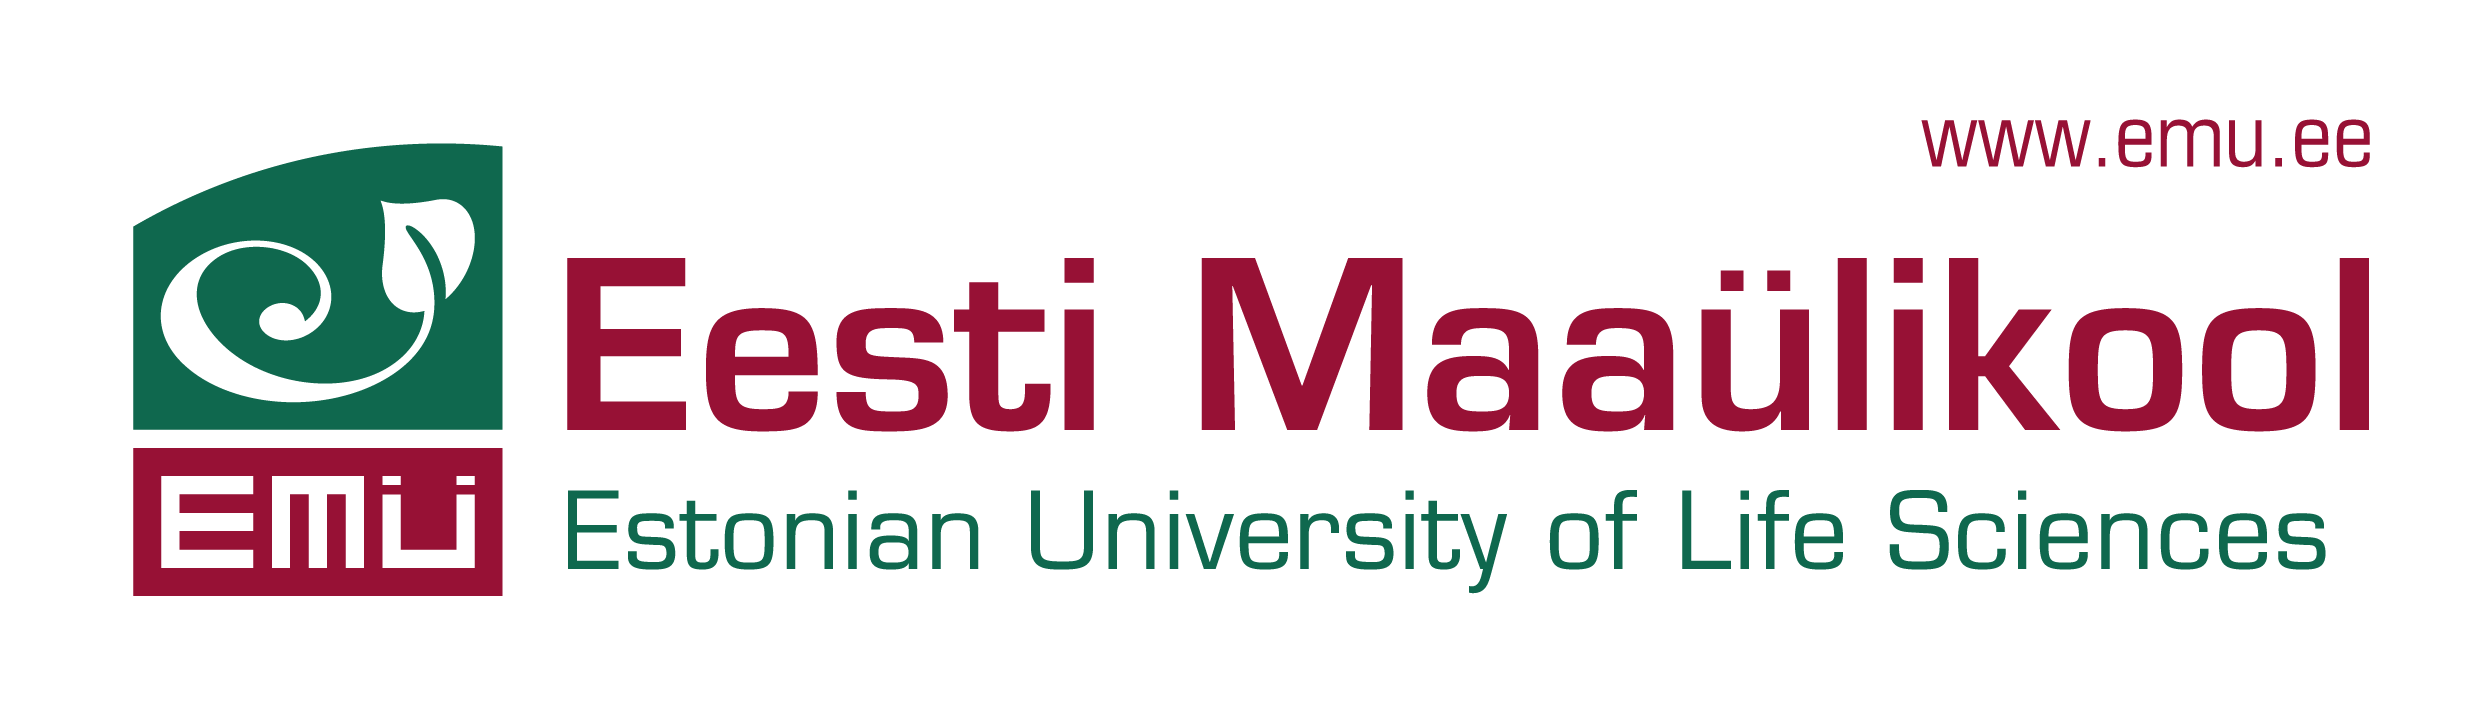 www.emu.ee
Eesti Maaülikool
EMÜ
Estonian University of Life Sciences